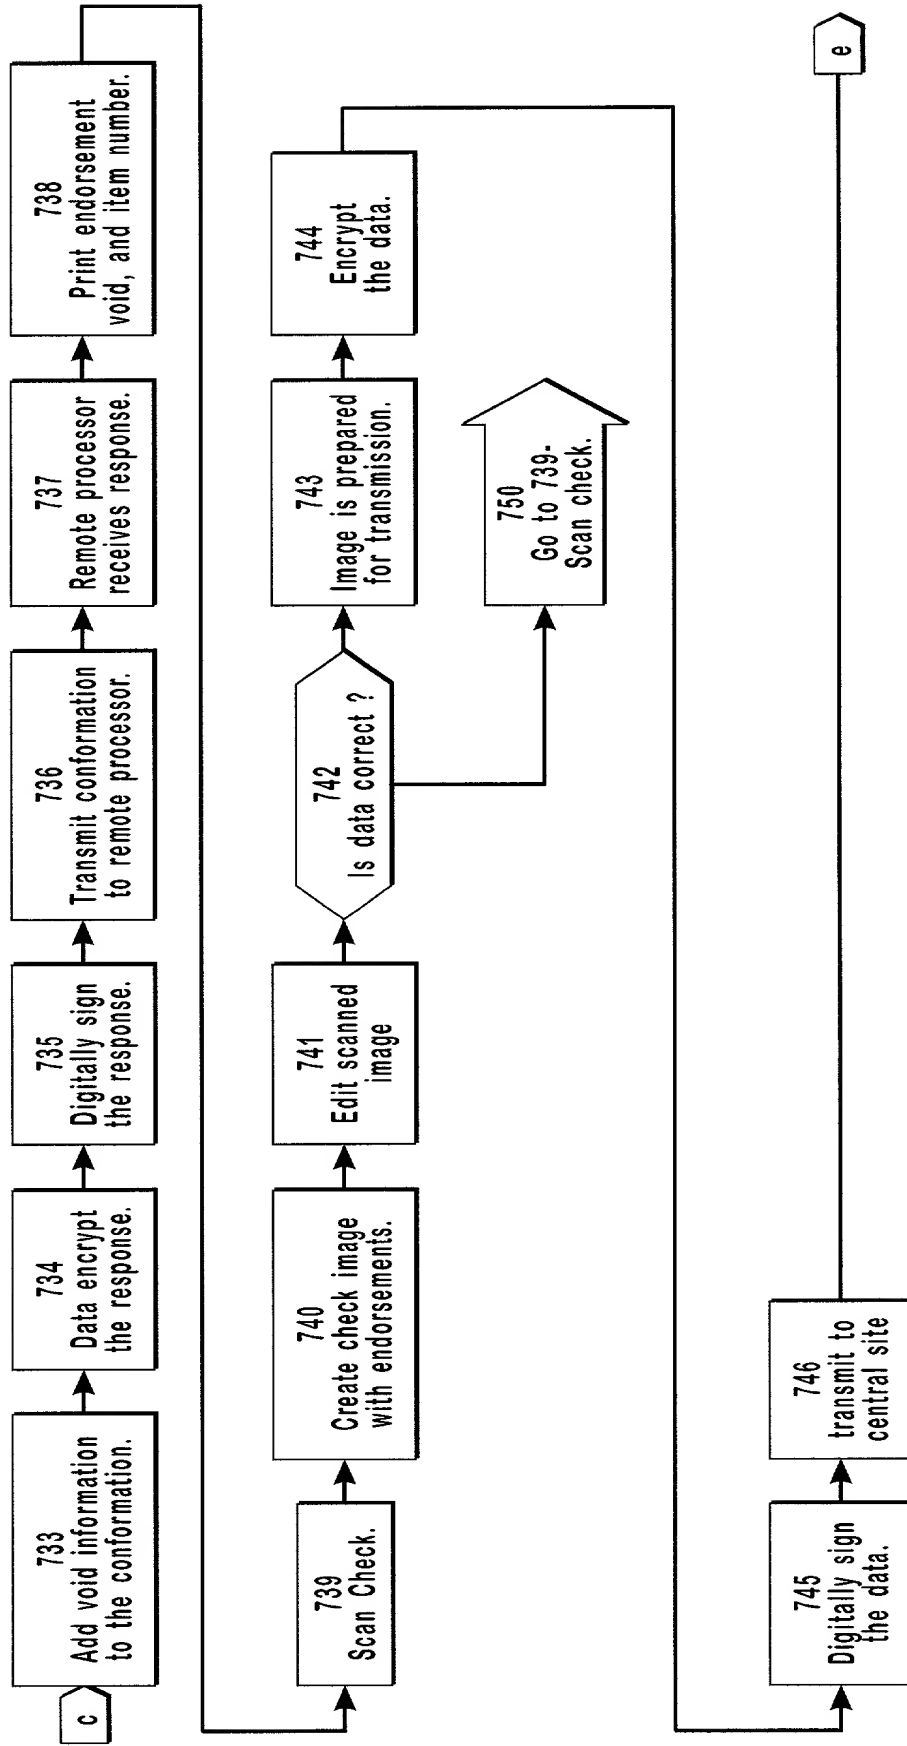 c
733
Add void information
to the conformation.
734
Data encrypt
the response.
735
Digitally sign
the response.
736
Transmit conformation
to remote processor.
737
Remote processor
receives response.
738
Print endorsement
void, and item number.
739
Scan Check.
740
Create check image
with endorsements.
741
Edit scanned
image
742
Is data correct ?
743
Image is prepared
for transmission.
744
Encrypt
the data.
750
Go to 739-
Scan check.
745
Digitally sign
the data.
746
transmit to
central site
e